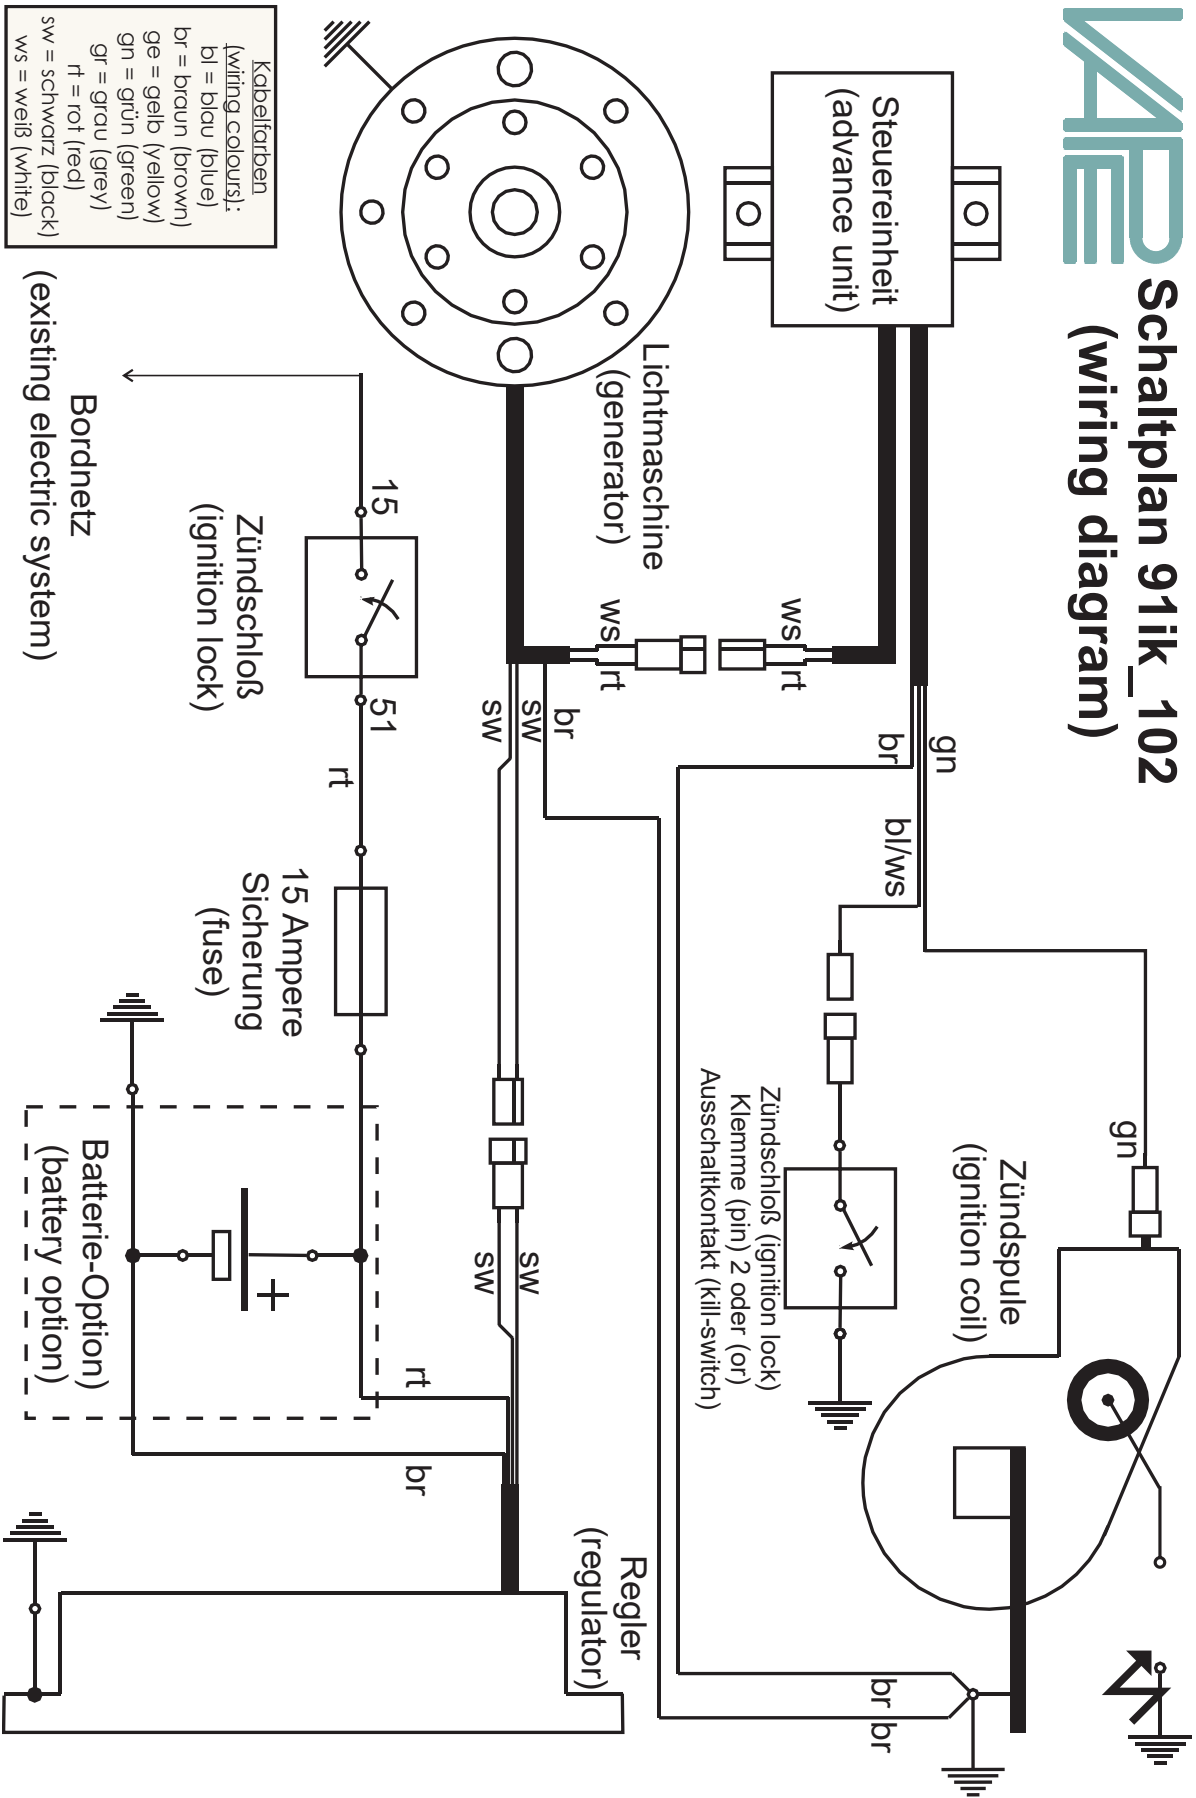 VAPE
Schaltplan 91ik_102
(wiring diagram)
Steuereinheit
(advance unit)
gn
br
bl/ws
gn
Zündspule
(ignition coil)
Zündschloß (ignition lock)
Klemme (pin) 2 oder (or)
Ausschaltkontakt (kill-switch)
br
br
ws
rt
ws
rt
Lichtmaschine
(generator)
br
sw
sw
sw
sw
Regler
(regulator)
rt
br
15
51
Zündschloß
(ignition lock)
rt
15 Ampere
Sicherung
(fuse)
+
Batterie-Option)
(battery option)
Bordnetz
(existing electric system)
Kabelfarben
(wiring colours):
bl = blau (blue)
br = braun (brown)
ge = gelb (yellow)
gn = grün (green)
gr = grau (grey)
rt = rot (red)
sw = schwarz (black)
ws = weiß (white)